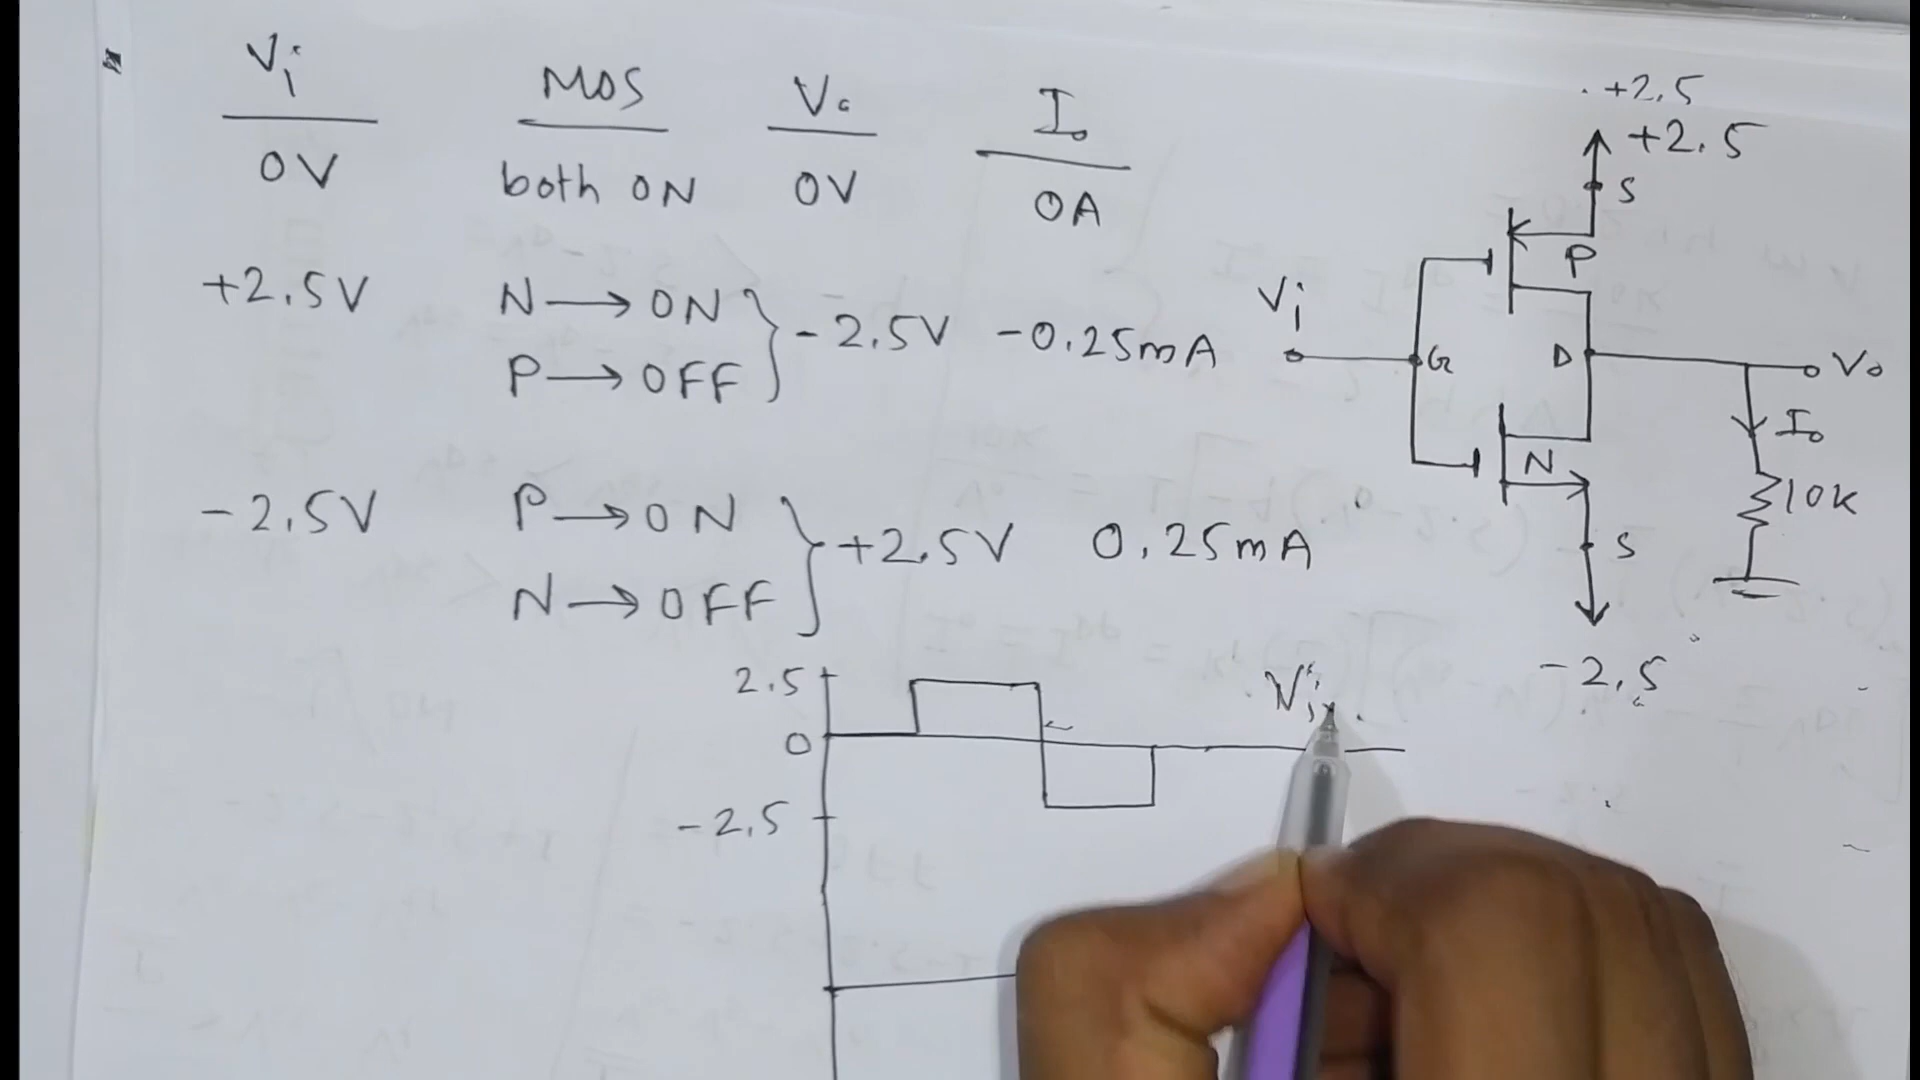 Vi MOS Vo Io
0V both ON 0V 0A
+2.5V N→ON -2.5V -0.25mA
P→OFF
-2.5V P→ON +2.5V 0.25mA
N→OFF
+2.5
+2.5
S
P
Vi
G D Vo
Io
N 10K
S
-2.5
2.5 Vi
0
-2.5